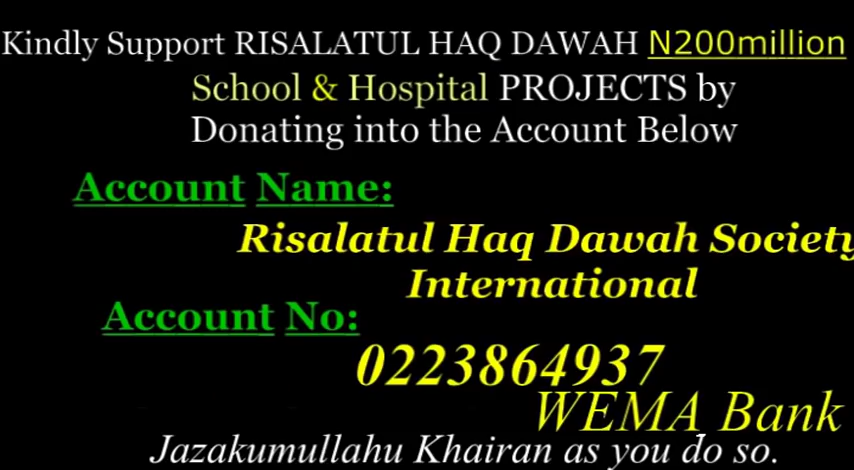 Kindly Support RISALATUL HAQ DAWAH N200million
School & Hospital PROJECTS by
Donating into the Account Below
Account Name:
Risalatul Haq Dawah Society
International
Account No:
0223864937
WEMA Bank
Jazakumullahu Khairan as you do so.